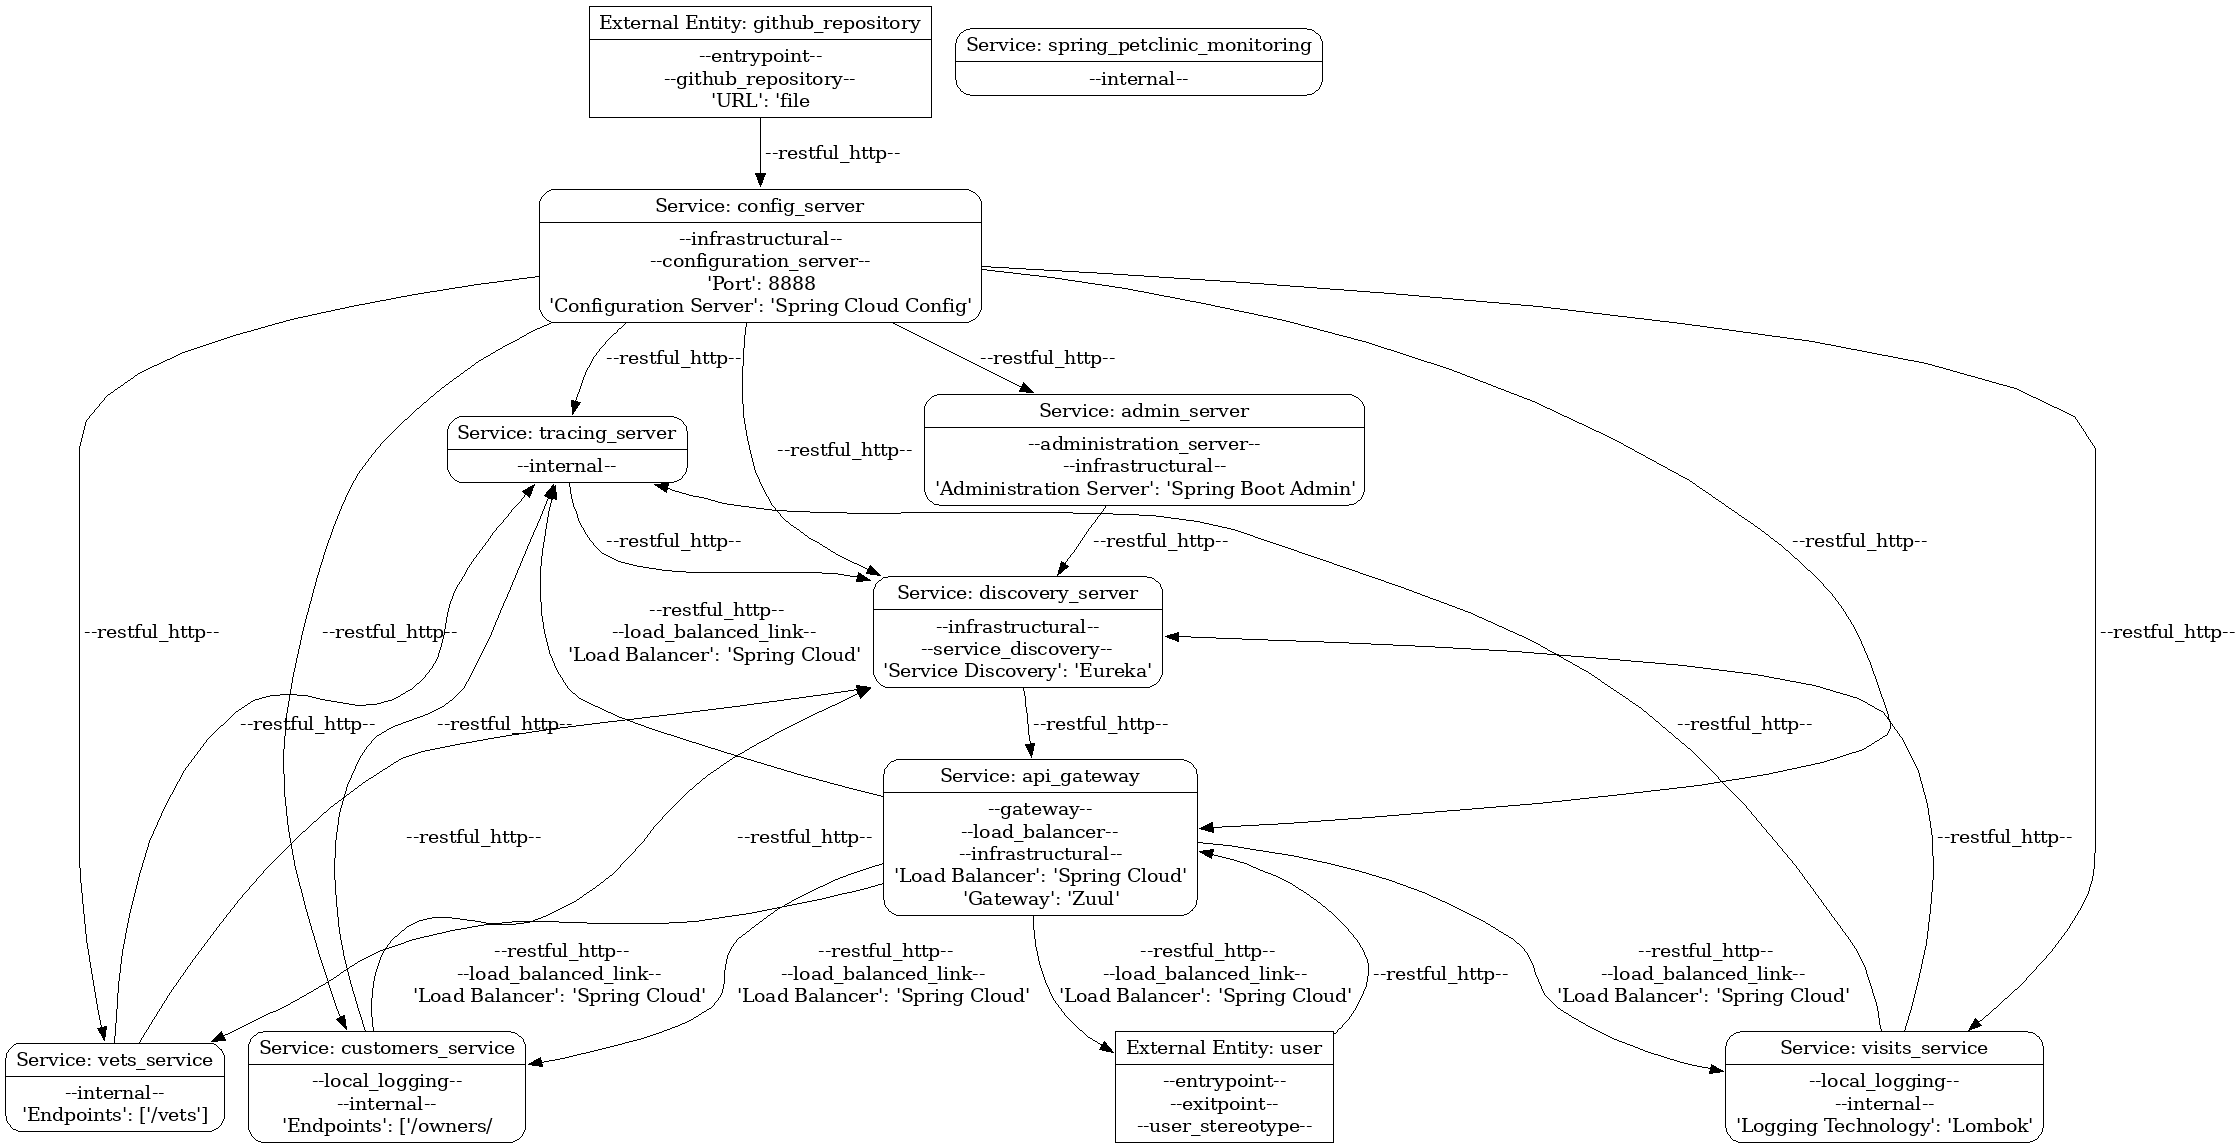 External Entity: github_repository
--entrypoint--
--github_repository--
'URL': 'file
Service: spring_petclinic_monitoring
--internal--
--restful_http--
Service: config_server
--infrastructural--
--configuration_server--
'Port': 8888
'Configuration Server': 'Spring Cloud Config'
--restful_http--
--restful_http--
Service: admin_server
--administration_server--
--infrastructural--
'Administration Server': 'Spring Boot Admin'
Service: tracing_server
--internal--
--restful_http--
--restful_http--
--restful_http--
--restful_http--
Service: discovery_server
--infrastructural--
--service_discovery--
'Service Discovery': 'Eureka'
--restful_http--
--load_balanced_link--
'Load Balancer': 'Spring Cloud'
--restful_http--
--restful_http--
--restful_http--
--restful_http--
--restful_http--
--restful_http--
--restful_http--
Service: api_gateway
--gateway--
--load_balancer--
--infrastructural--
'Load Balancer': 'Spring Cloud'
'Gateway': 'Zuul'
--restful_http--
--restful_http--
--restful_http--
--restful_http--
--load_balanced_link--
'Load Balancer': 'Spring Cloud'
--restful_http--
--load_balanced_link--
'Load Balancer': 'Spring Cloud'
--restful_http--
--load_balanced_link--
'Load Balancer': 'Spring Cloud'
--restful_http--
--restful_http--
--load_balanced_link--
'Load Balancer': 'Spring Cloud'
Service: vets_service
--internal--
'Endpoints': ['/vets']
Service: customers_service
--local_logging--
--internal--
'Endpoints': ['/owners/
External Entity: user
--entrypoint--
--exitpoint--
--user_stereotype--
Service: visits_service
--local_logging--
--internal--
'Logging Technology': 'Lombok'